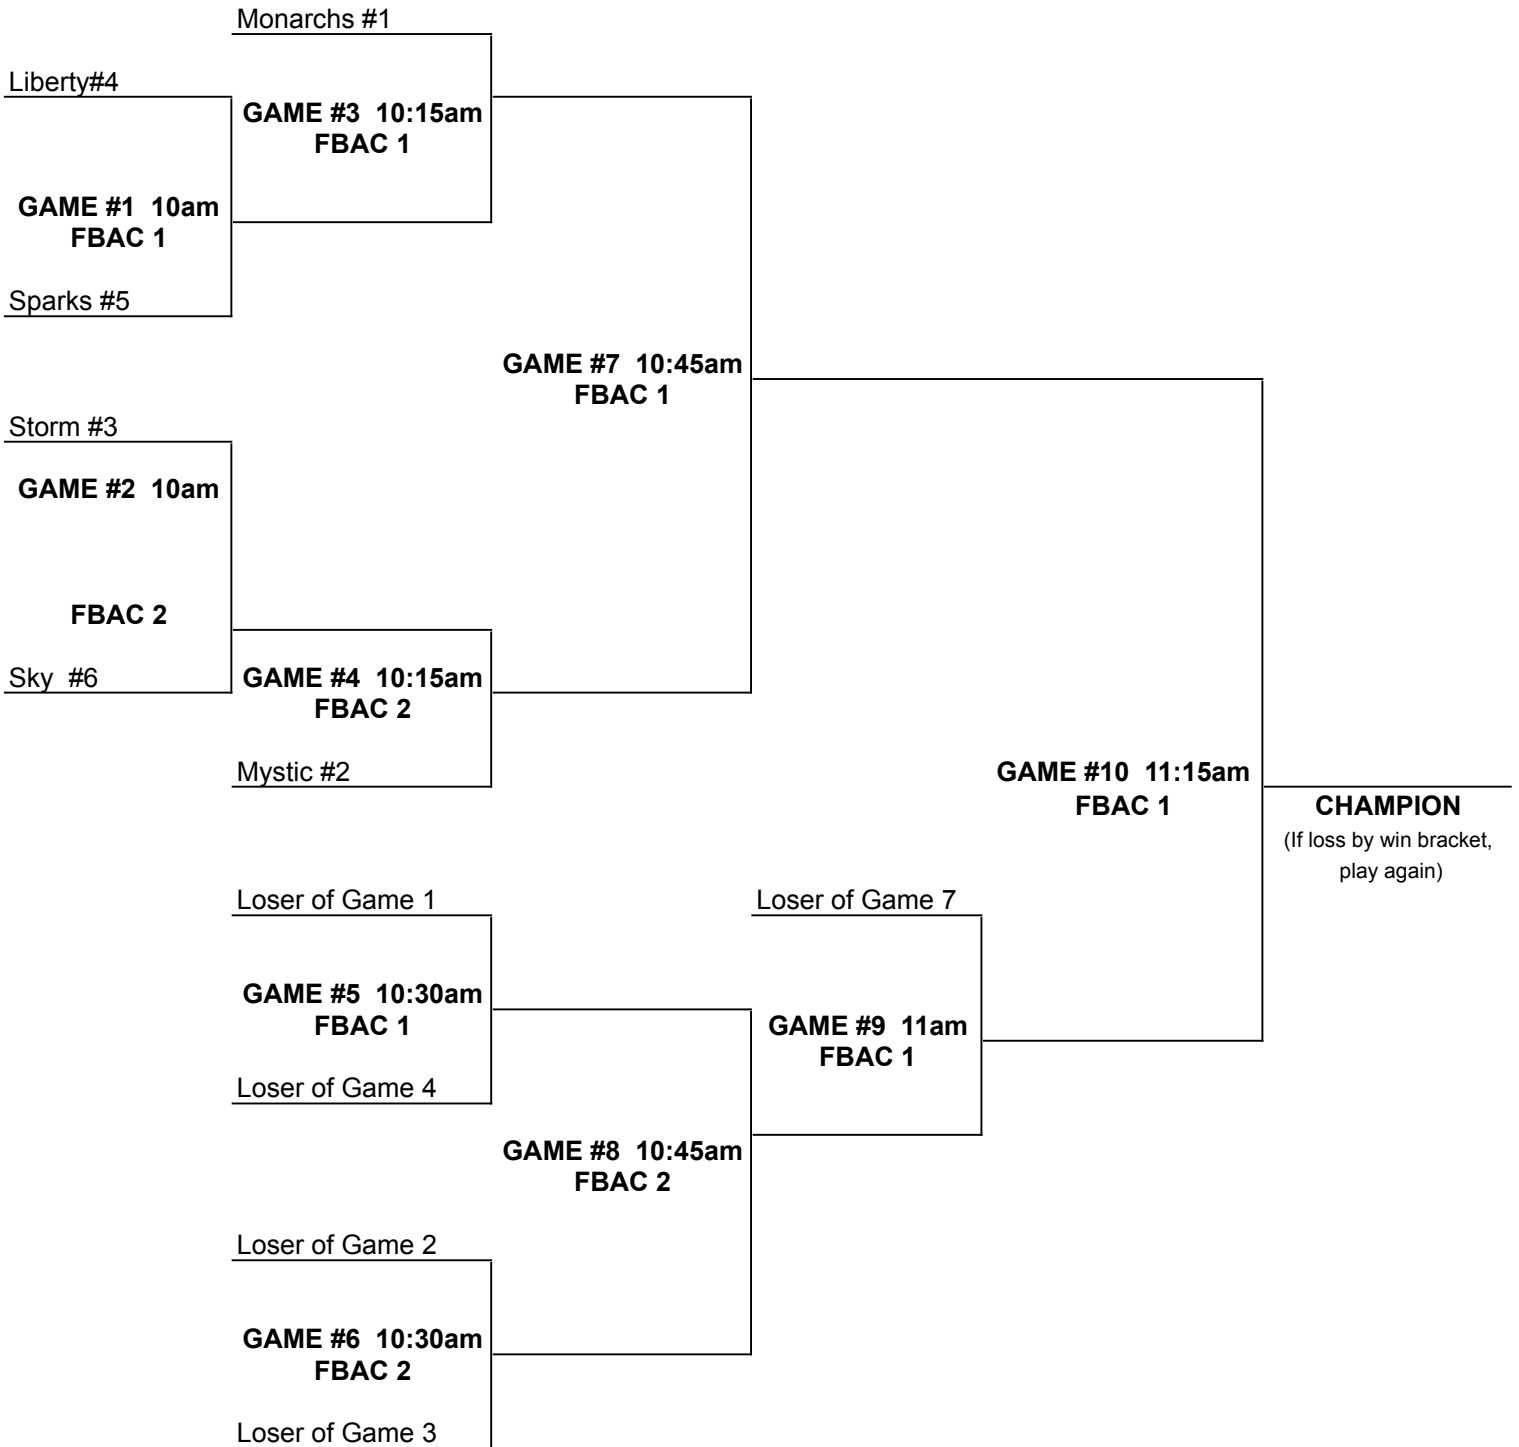 Monarchs #1
Liberty#4
GAME #3  10:15am
FBAC 1
GAME #1  10am
FBAC 1
Sparks #5
GAME #7  10:45am
FBAC 1
Storm #3
GAME #2  10am
FBAC 2
Sky  #6
GAME #4  10:15am
FBAC 2
Mystic #2
GAME #10  11:15am
FBAC 1
CHAMPION
(If loss by win bracket,
play again)
Loser of Game 1
Loser of Game 7
GAME #5  10:30am
FBAC 1
GAME #9  11am
FBAC 1
Loser of Game 4
GAME #8  10:45am
FBAC 2
Loser of Game 2
GAME #6  10:30am
FBAC 2
Loser of Game 3